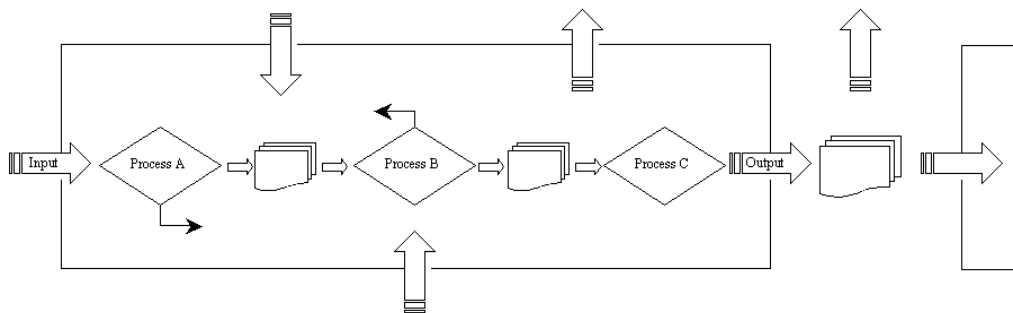 Input
Process A
Process B
Process C
Output